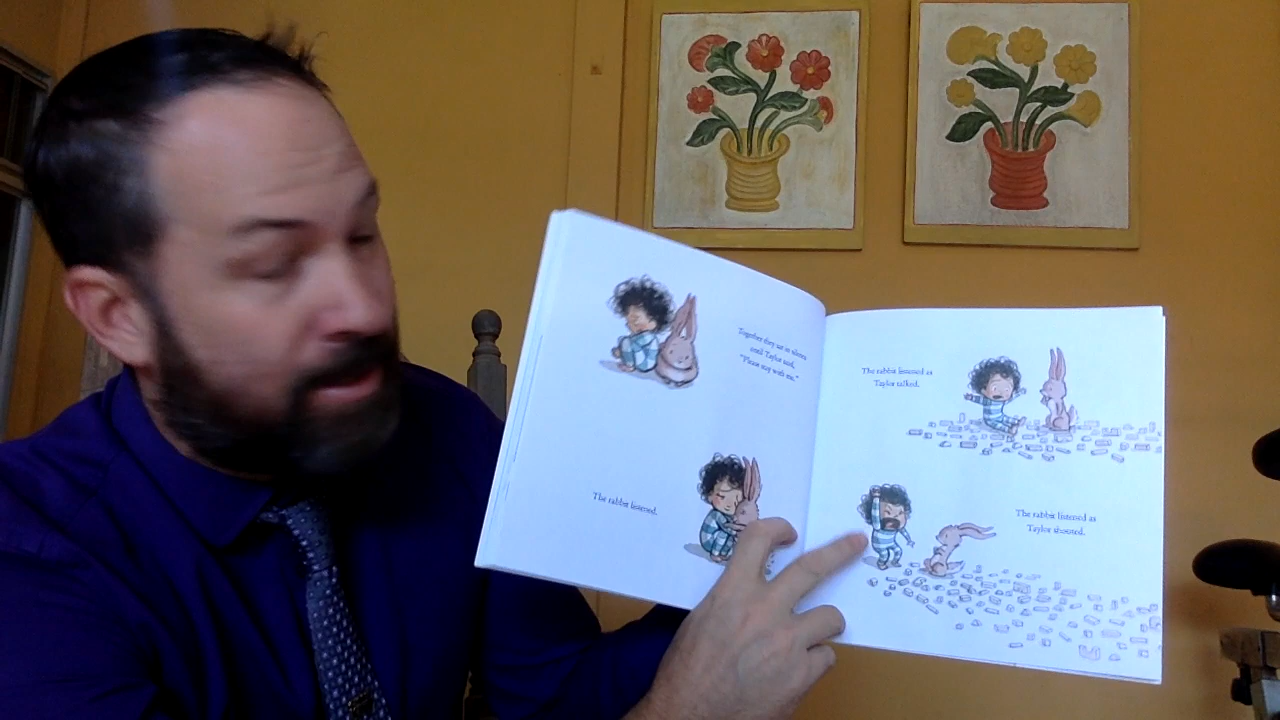 Together they sat in silence
until Taylor said,
"Please stay with me."
The rabbit listened.
The rabbit listened as
Taylor talked.
The rabbit listened as
Taylor shouted.